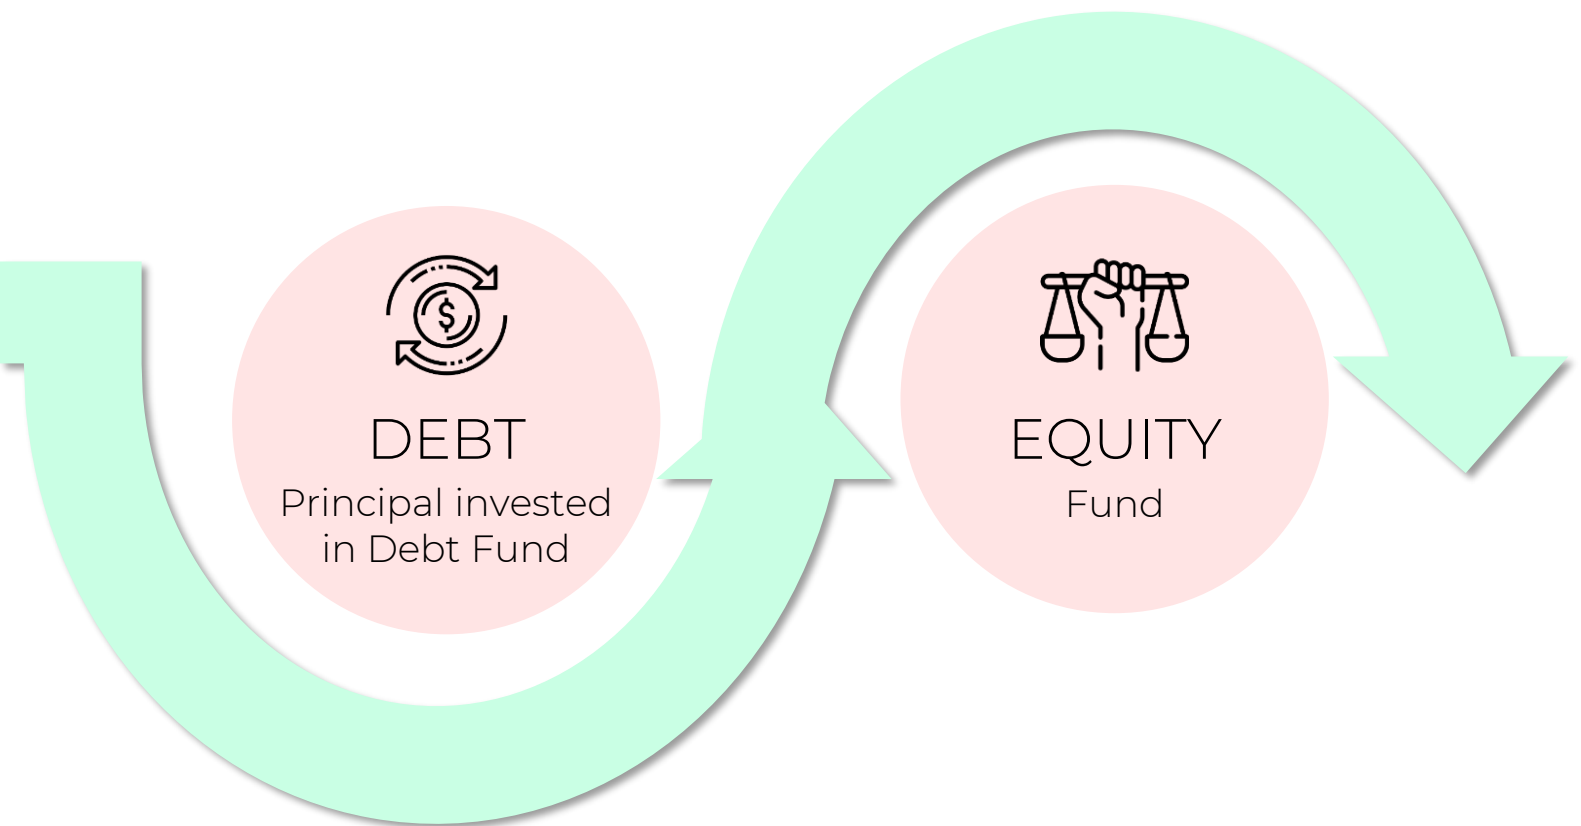 $
DEBT
Principal invested
in Debt Fund
EQUITY
Fund